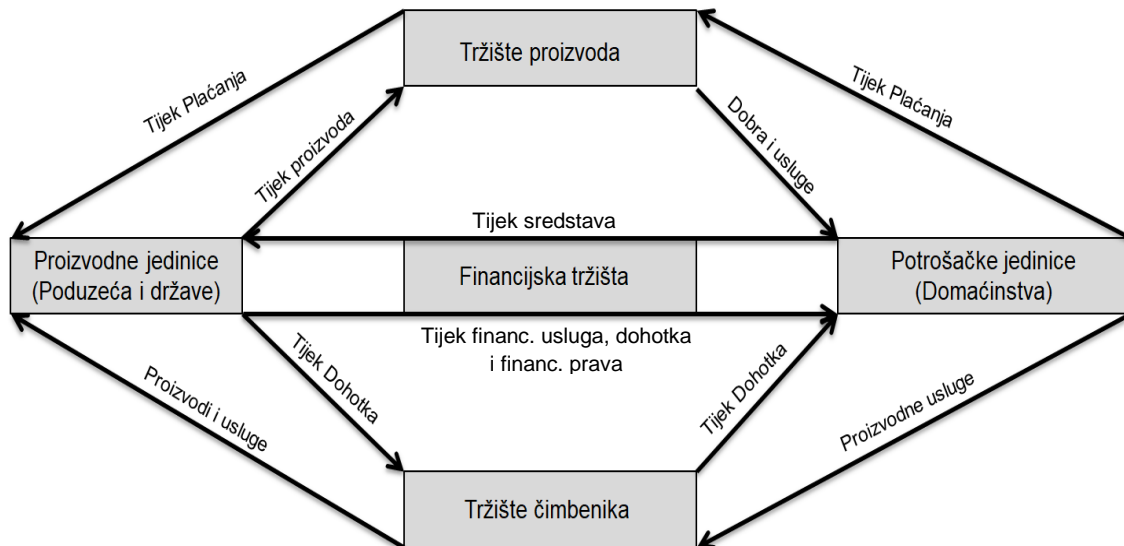 Tržište proizvoda
Tijek Plaćanja
Tijek Plaćanja
Tijek proizvoda
Dobra i usluge
Tijek sredstava
Proizvodne jedinice
(Poduzeća i države)
Financijska tržišta
Potrošačke jedinice
(Domaćinstva)
Tijek financ. usluga, dohotka
i financ. prava
Tijek Dohotka
Tijek Dohotka
Proizvodi i usluge
Proizvodne usluge
Tržište čimbenika